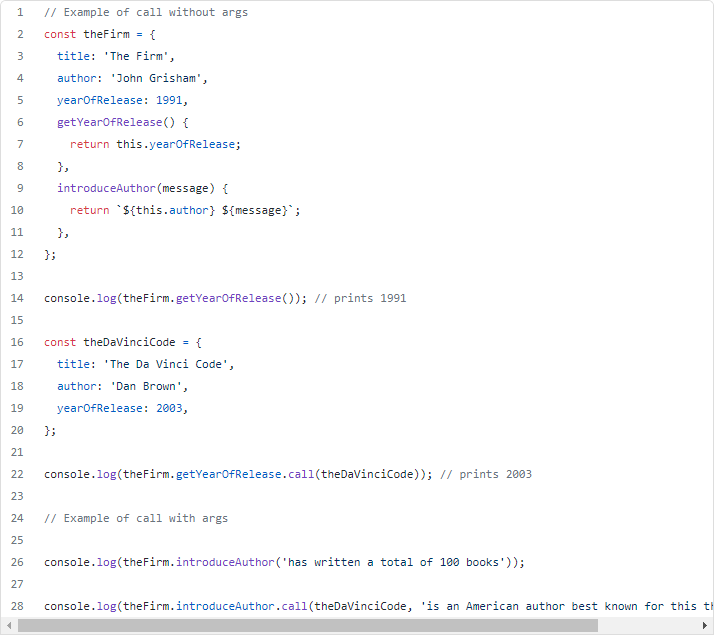 1 // Example of call without args
2 const theFirm = {
3   title: 'The Firm',
4   author: 'John Grisham',
5   yearOfRelease: 1991,
6   getYearOfRelease() {
7     return this.yearOfRelease;
8   },
9   introduceAuthor(message) {
10     return `${this.author} ${message}`;
11   },
12 };
13
14 console.log(theFirm.getYearOfRelease()); // prints 1991
15
16 const theDaVinciCode = {
17   title: 'The Da Vinci Code',
18   author: 'Dan Brown',
19   yearOfRelease: 2003,
20 };
21
22 console.log(theFirm.getYearOfRelease.call(theDaVinciCode)); // prints 2003
23
24 // Example of call with args
25
26 console.log(theFirm.introduceAuthor('has written a total of 100 books'));
27
28 console.log(theFirm.introduceAuthor.call(theDaVinciCode, 'is an American author best known for this